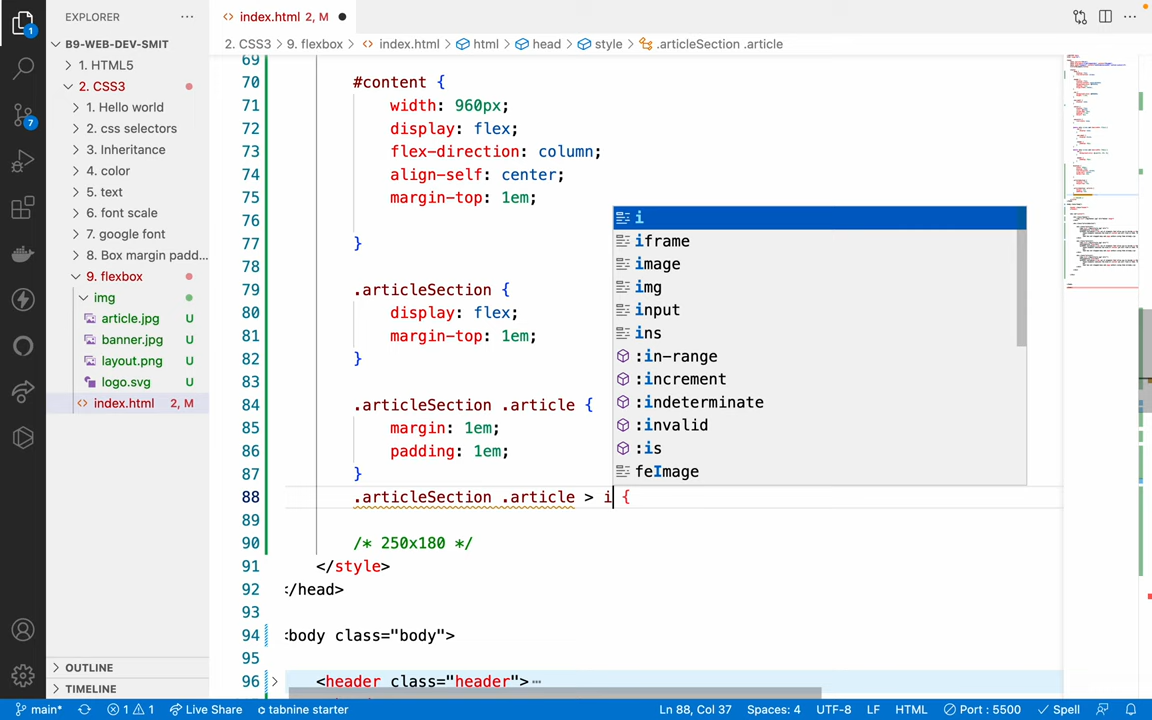 EXPLORER
index.html 2, M
B9-WEB-DEV-SMIT
2. CSS3 > 9. flexbox > index.html > html > head > style > .articleSection .article
1. HTML5
2. CSS3
1. Hello world
2. css selectors
3. Inheritance
4. color
5. text
6. font scale
7. google font
8. Box margin padd...
9. flexbox
img
article.jpg U
banner.jpg U
layout.png U
logo.svg U
index.html 2, M
OUTLINE
TIMELINE
1
7
69
70 #content {
71 width: 960px;
72 display: flex;
73 flex-direction: column;
74 align-self: center;
75 margin-top: 1em;
76
77 }
78
79 .articleSection {
80 display: flex;
81 margin-top: 1em;
82 }
83
84 .articleSection .article {
85 margin: 1em;
86 padding: 1em;
87 }
88 .articleSection .article > i {
89
90 /* 250x180 */
91 </style>
92 </head>
93
94 <body class="body">
95
96 <header class="header">
i
iframe
image
img
input
ins
:in-range
:increment
:indeterminate
:invalid
:is
feImage
main* 1 1 Live Share tabnine starter Ln 88, Col 37 Spaces: 4 UTF-8 LF HTML Port : 5500 Spell